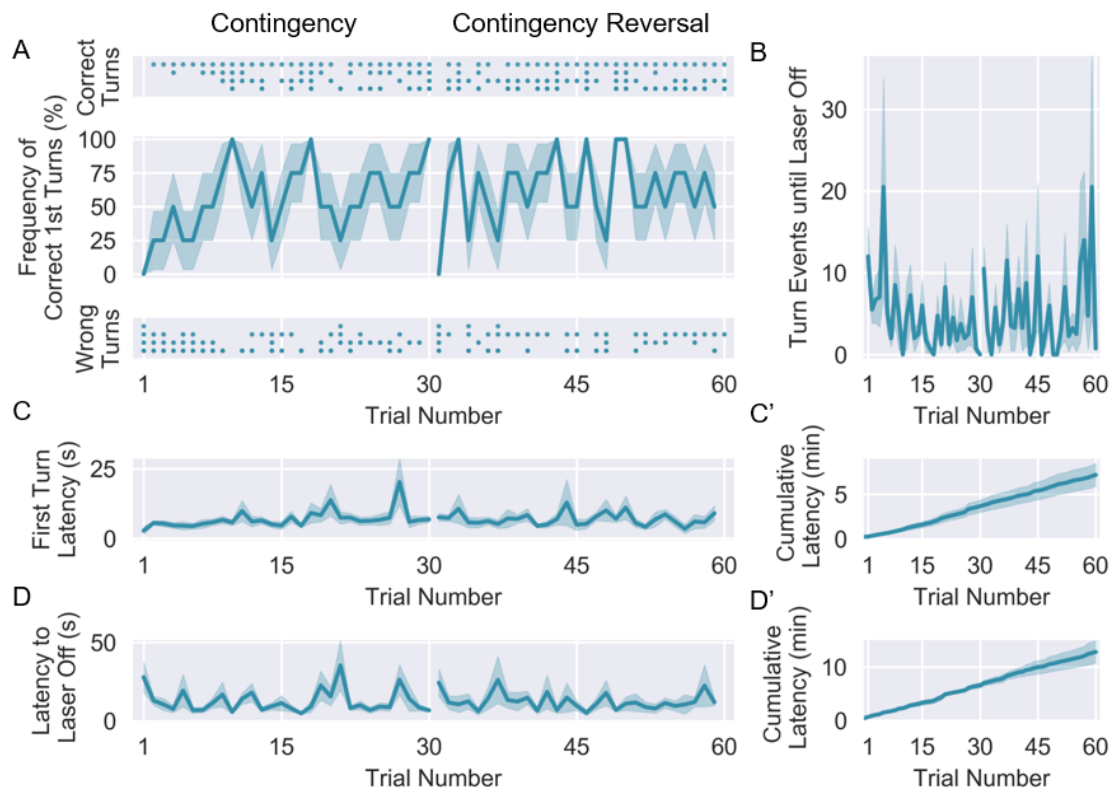 Contingency
Contingency Reversal
A
Correct
Turns
Frequency of
Correct 1st Turns (%)
100
75
50
25
0
Wrong
Turns
1
15
30
45
60
Trial Number
B
Turn Events until Laser Off
30
20
10
0
1
15
30
45
60
Trial Number
C
First Turn
Latency (s)
25
0
1
15
30
45
60
Trial Number
C’
Cumulative
Latency (min)
5
0
1
15
30
45
60
Trial Number
D
Latency to
Laser Off (s)
50
0
1
15
30
45
60
Trial Number
D’
Cumulative
Latency (min)
10
0
1
15
30
45
60
Trial Number